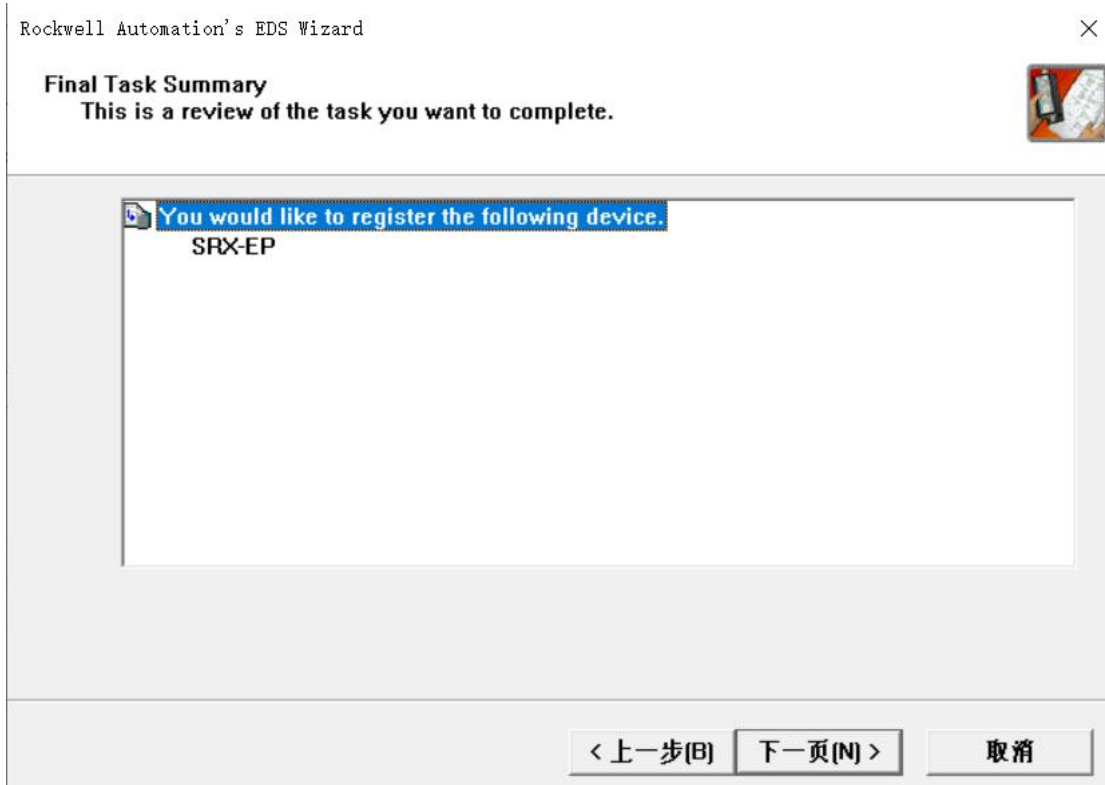 Rockwell Automation's EDS Wizard
Final Task Summary
This is a review of the task you want to complete.
You would like to register the following device.
SRX-EP
< 上一步(B)
下一页(N) >
取消